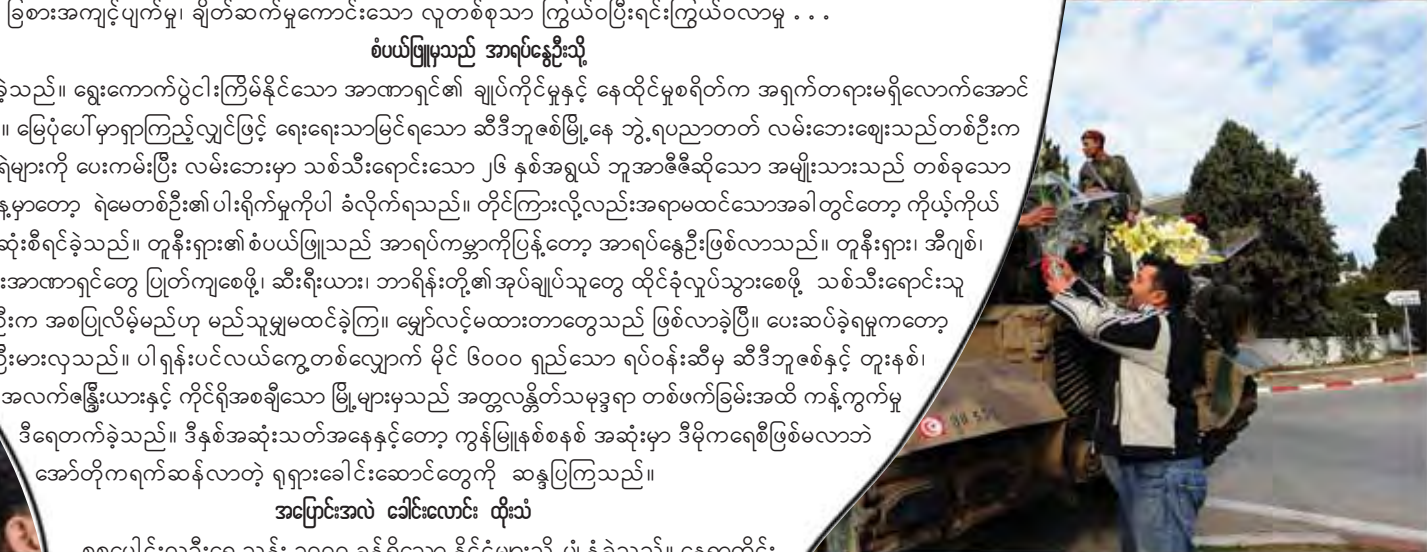 ခြစားအကျင့်ပျက်မှု၊ ချိတ်ဆက်မှုကောင်းသော လူတစ်စုသာ ကြွယ်ဝပြီးရင်းကြွယ်ဝလာမှု . . .
စံပယ်ဖြူမှသည် အာရပ်နွေဦးသို့
ခဲ့သည်။ ရွေးကောက်ပွဲငါးကြိမ်နိုင်သော အာဏာရှင်၏ ချုပ်ကိုင်မှုနှင့် နေထိုင်မှုစရိတ်က အရှက်တရားမရှိလောက်အောင်
။ မြေပုံပေါ်မှာရှာကြည့်လျှင်ဖြင့် ရေးရေးသာမြင်ရသော ဆီဒီဘူဇစ်မြို့နေ ဘွဲ့ရပညာတတ် လမ်းဘေးစျေးသည်တစ်ဦးက
ရဲများကို ပေးကမ်းပြီး လမ်းဘေးမှာ သစ်သီးရောင်းသော ၂၆ နှစ်အရွယ် ဘူအာဇီဇီဆိုသော အမျိုးသားသည် တစ်ခုသော
နေ့မှာတော့ ရဲမေတစ်ဦး၏ပါးရိုက်မှုကိုပါ ခံလိုက်ရသည်။ တိုင်ကြားလို့လည်းအရာမထင်သောအခါတွင်တော့ ကိုယ့်ကိုယ်
ဆုံးစီရင်ခဲ့သည်။ တူနီးရှား၏စံပယ်ဖြူသည် အာရပ်ကမ္ဘာကိုပြန့်တော့ အာရပ်နွေဦးဖြစ်လာသည်။ တူနီးရှား၊ အီဂျစ်၊
အာဏာရှင်တွေ ပြုတ်ကျစေဖို့၊ ဆီးရီးယား၊ ဘာရိန်းတို့၏အုပ်ချုပ်သူတွေ ထိုင်ခုံလှုပ်သွားစေဖို့ သစ်သီးရောင်းသူ
ဦးက အစပြုလိမ့်မည်ဟု မည်သူမျှမထင်ခဲ့ကြ။ မျှော်လင့်မထားတာတွေသည် ဖြစ်လာခဲ့ပြီ။ ပေးဆပ်ခဲ့ရမှုကတော့
ကြီးမားလှသည်။ ပါရှန်းပင်လယ်ကွေ့တစ်လျှောက် မိုင် ၆၀၀၀ ရှည်သော ရပ်ဝန်းဆီမှ ဆီဒီဘူဇစ်နှင့် တူးနစ်၊
အလက်ဇန္ဒြီးယားနှင့် ကိုင်ရိုအစရှိသော မြို့များမှသည် အတ္တလန္တိတ်သမုဒ္ဒရာ တစ်ဖက်ခြမ်းအထိ ကန့်ကွက်မှု
ဒီရေတက်ခဲ့သည်။ ဒီနှစ်အဆုံးသတ်အနေနှင့်တော့ ကွန်မြူနစ်စနစ် အဆုံးမှာ ဒီမိုကရေစီဖြစ်မလာဘဲ
အော်တိုကရက်ဆန်လာတဲ့ ရုရှားခေါင်းဆောင်တွေကို ဆန္ဒပြကြသည်။
အပြောင်းအလဲ ခေါင်းလောင်း ထိုးသံ